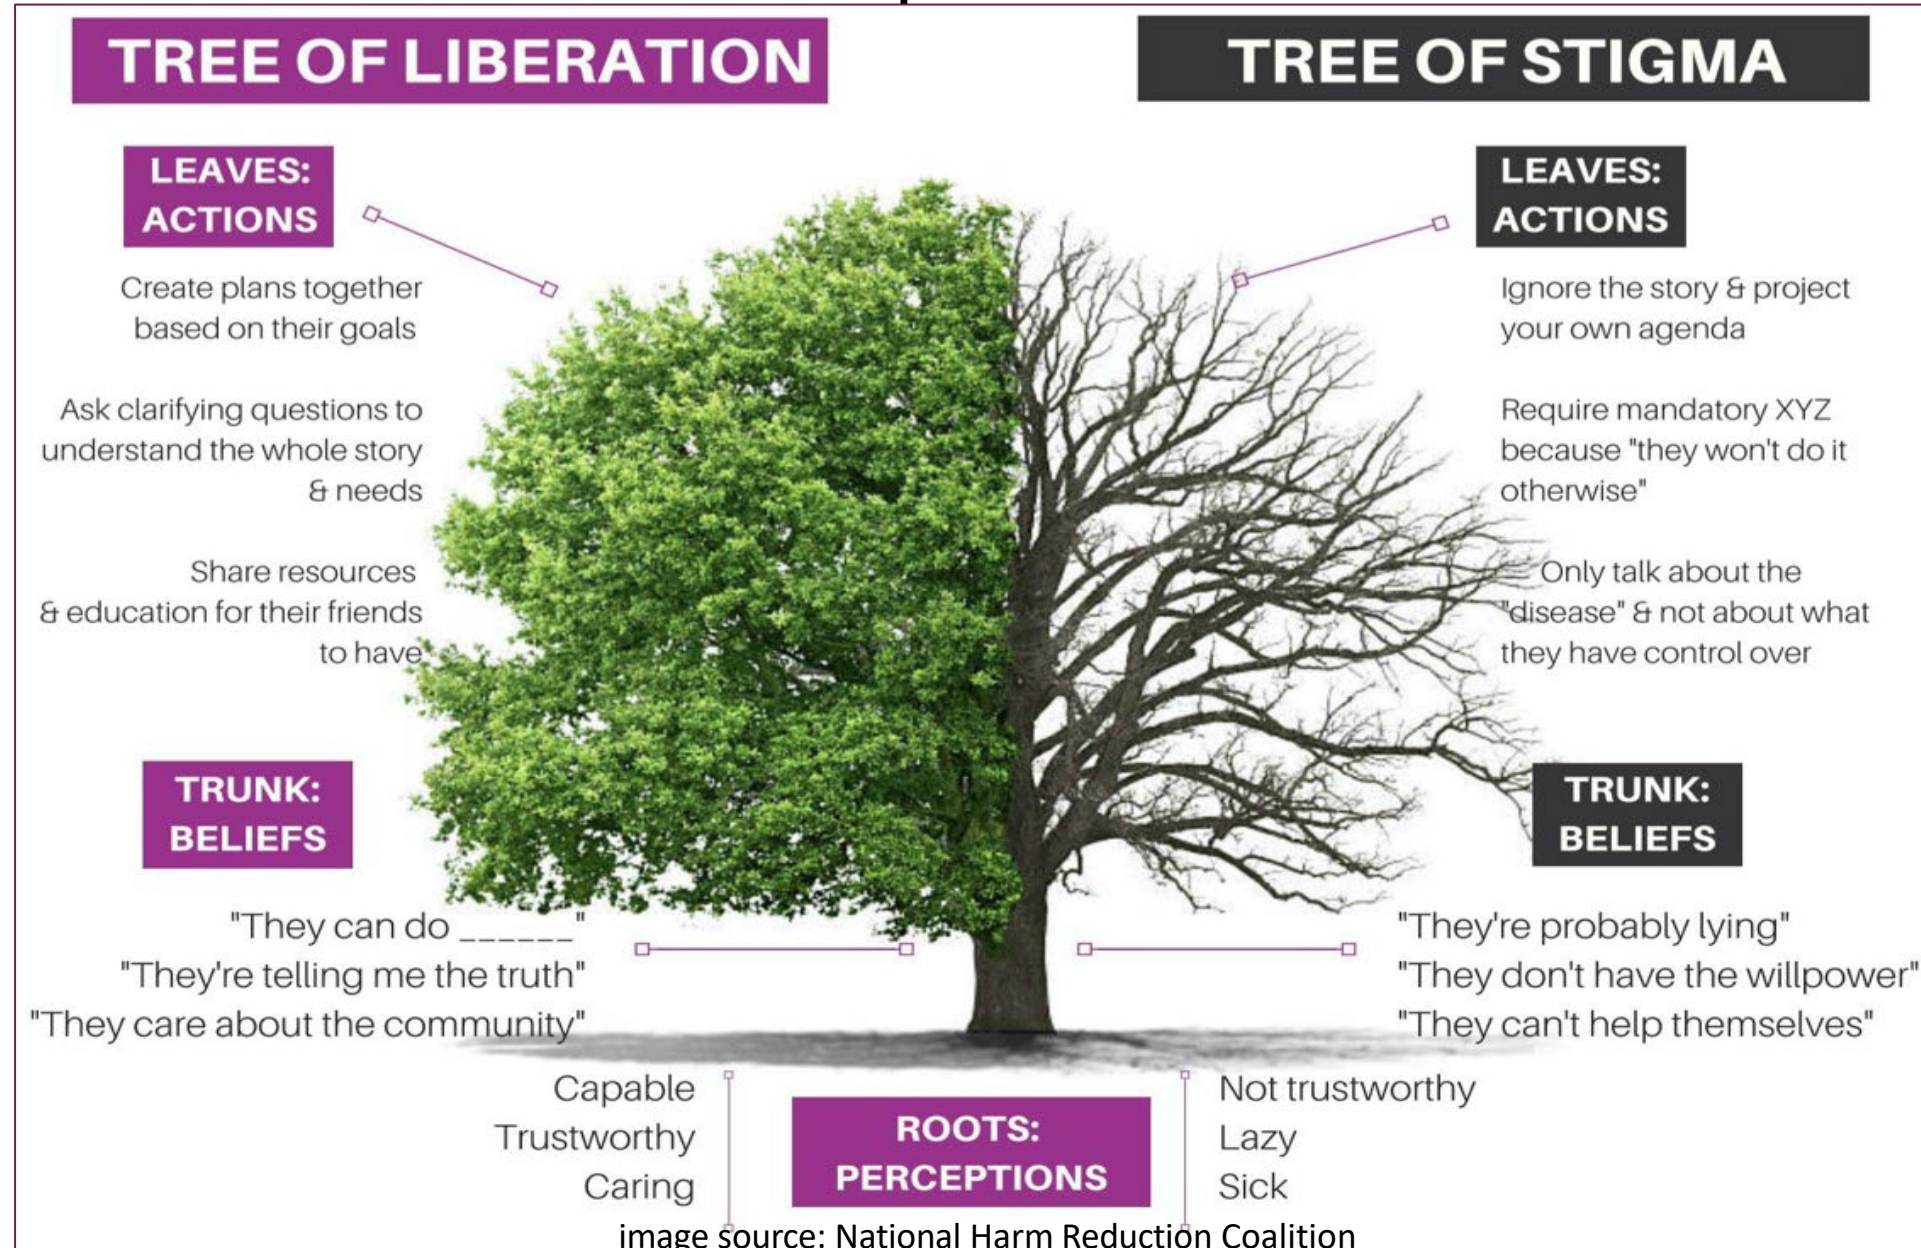 TREE OF LIBERATION
LEAVES:
ACTIONS
Create plans together
based on their goals
Ask clarifying questions to
understand the whole story
& needs
Share resources
& education for their friends
to have
TRUNK:
BELIEFS
"They can do ______"
"They're telling me the truth"
"They care about the community"
Capable
Trustworthy
Caring
ROOTS:
PERCEPTIONS
TREE OF STIGMA
LEAVES:
ACTIONS
Ignore the story & project
your own agenda
Require mandatory XYZ
because "they won't do it
otherwise"
Only talk about the
"disease" & not about what
they have control over
TRUNK:
BELIEFS
"They're probably lying"
"They don't have the willpower"
"They can't help themselves"
Not trustworthy
Lazy
Sick
image source: National Harm Reduction Coalition